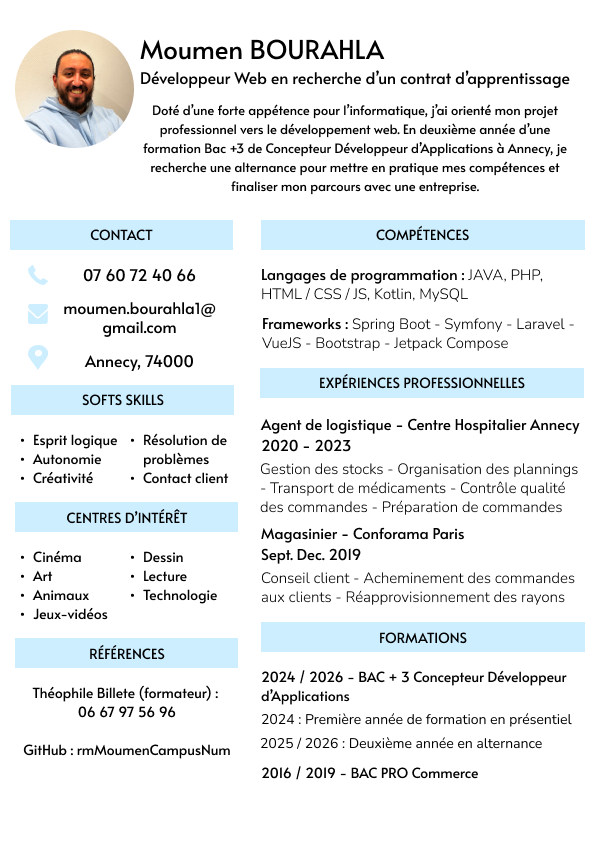 Moumen BOURAHLA
Développeur Web en recherche d'un contrat d'apprentissage
Doté d'une forte appétence pour l'informatique, j'ai orienté mon projet
professionnel vers le développement web. En deuxième année d'une
formation Bac +3 de Concepteur Développeur d'Applications à Annecy, je
recherche une alternance pour mettre en pratique mes compétences et
finaliser mon parcours avec une entreprise.
CONTACT
07 60 72 40 66
moumen.bourahla1@
gmail.com
Annecy, 74000
SOFTS SKILLS
• Esprit logique
• Autonomie
• Créativité
• Résolution de
problèmes
• Contact client
CENTRES D'INTÉRÊT
• Cinéma
• Art
• Animaux
• Jeux-vidéos
• Dessin
• Lecture
• Technologie
RÉFÉRENCES
Théophile Billete (formateur) :
06 67 97 56 96
GitHub : rmMoumenCampusNum
COMPÉTENCES
Langages de programmation : JAVA, PHP,
HTML / CSS / JS, Kotlin, MySQL
Frameworks : Spring Boot - Symfony - Laravel -
VueJS - Bootstrap - Jetpack Compose
EXPÉRIENCES PROFESSIONNELLES
Agent de logistique - Centre Hospitalier Annecy
2020 - 2023
Gestion des stocks - Organisation des plannings
- Transport de médicaments - Contrôle qualité
des commandes - Préparation de commandes
Magasinier - Conforama Paris
Sept. Dec. 2019
Conseil client - Acheminement des commandes
aux clients - Réapprovisionnement des rayons
FORMATIONS
2024 / 2026 - BAC + 3 Concepteur Développeur
d'Applications
2024 : Première année de formation en présentiel
2025 / 2026 : Deuxième année en alternance
2016 / 2019 - BAC PRO Commerce